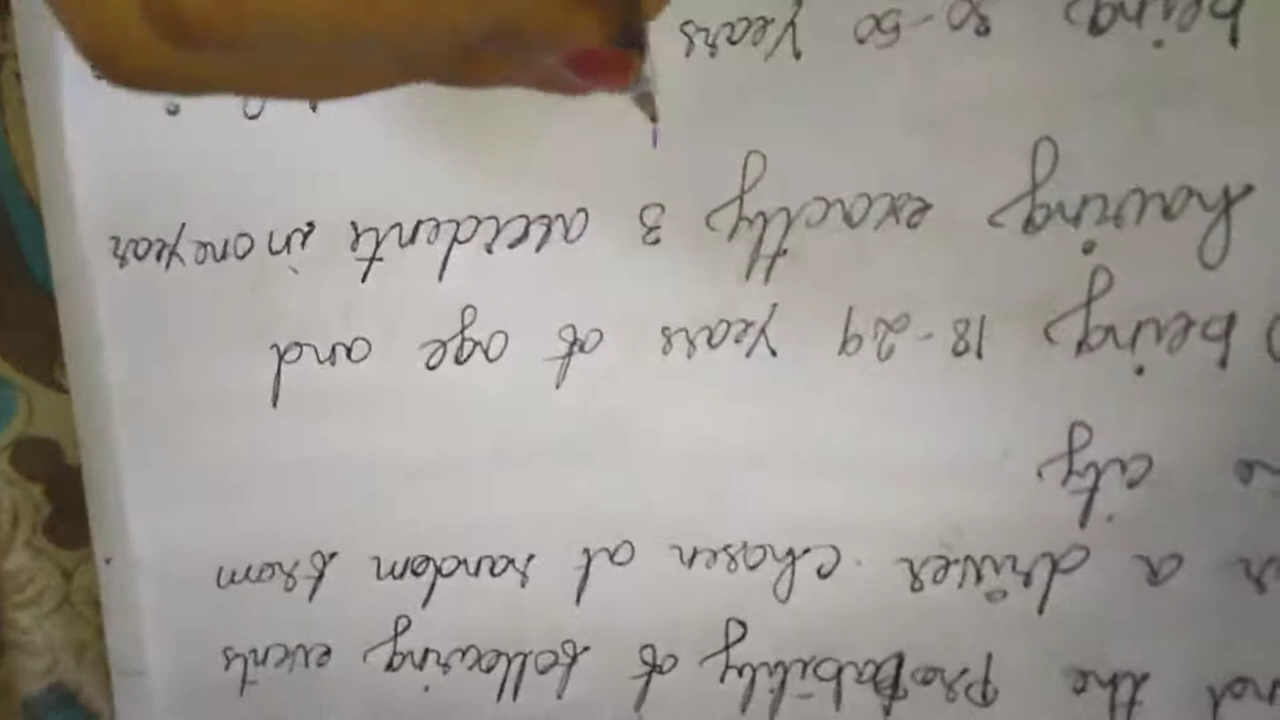 the probability of following events
a driver chosen at random from
city
being 18-29 years of age and
having exactly 3 accidents in one year
being 30-50 years